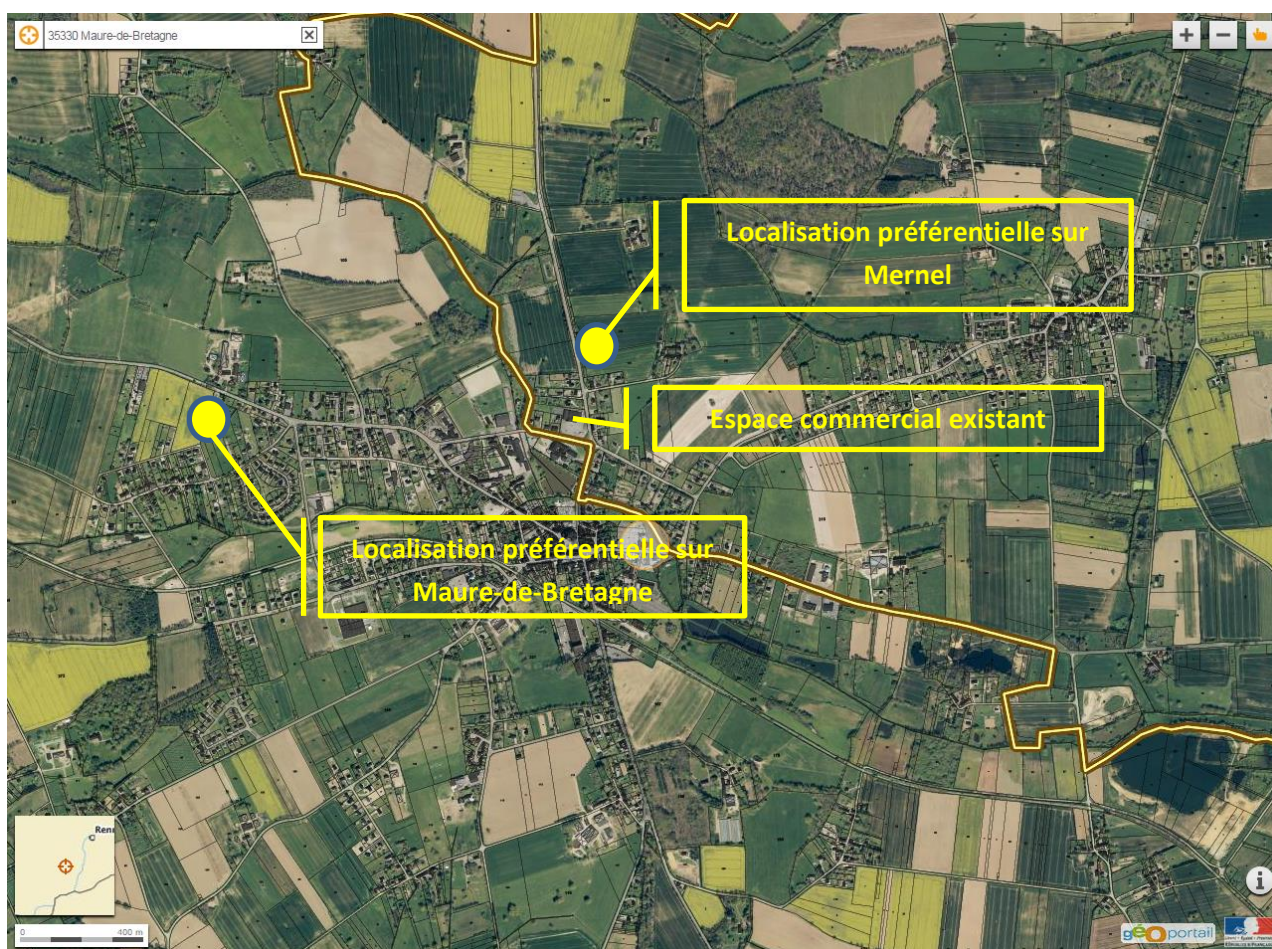 35330 Maure-de-Bretagne
Localisation préférentielle sur
Mernel
Espace commercial existant
Localisation préférentielle sur
Maure-de-Bretagne
Ren
0 400 m
géoportail